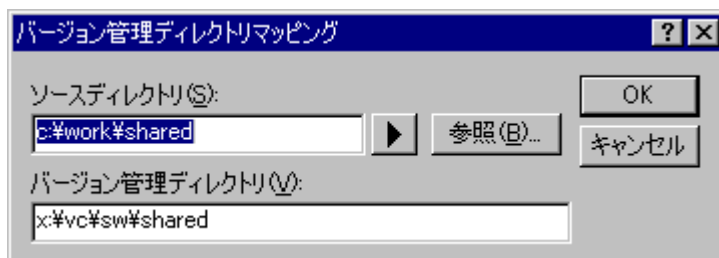 バージョン管理ディレクトリマッピング
ソースディレクトリ(S):
c:¥work¥shared
参照(B)...
OK
キャンセル
バージョン管理ディレクトリ(V):
x:¥vc¥sw¥shared